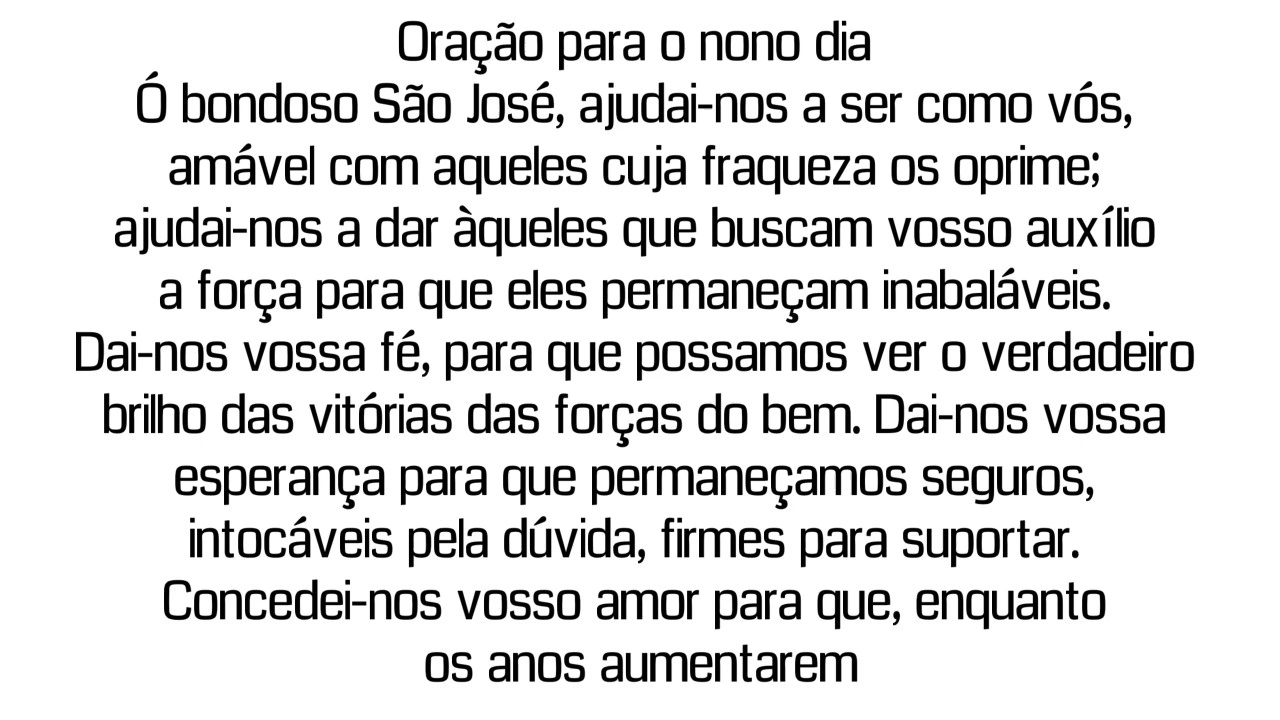 Oração para o nono dia
Ó bondoso São José, ajudai-nos a ser como vós,
amável com aqueles cuja fraqueza os oprime;
ajudai-nos a dar àqueles que buscam vosso auxílio
a força para que eles permaneçam inabaláveis.
Dai-nos vossa fé, para que possamos ver o verdadeiro
brilho das vitórias das forças do bem. Dai-nos vossa
esperança para que permaneçamos seguros,
intocáveis pela dúvida, firmes para suportar.
Concedei-nos vosso amor para que, enquanto
os anos aumentarem